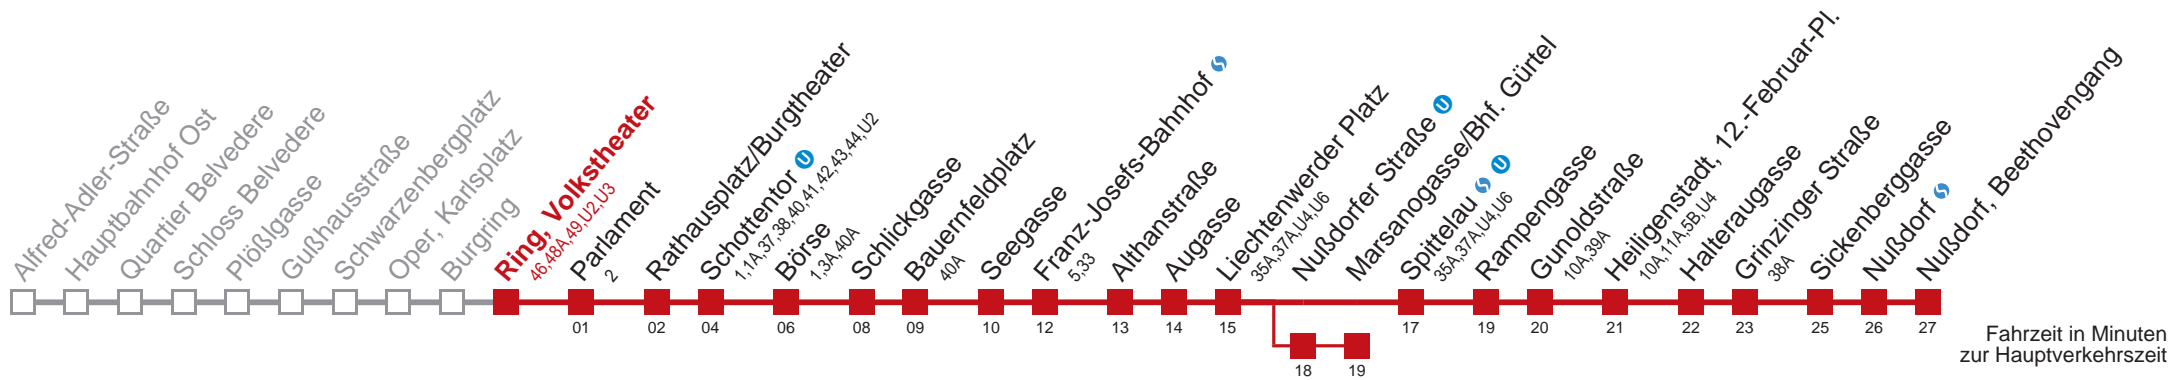 Alfred-Adler-Straße
Hauptbahnhof Ost
Quartier Belvedere
Schloss Belvedere
Plößlgasse
Gußhausstraße
Schwarzenbergplatz
Oper, Karlsplatz
Burgring
Ring, Volkstheater
46,48A,49,U2,U3
Parlament
2
Rathausplatz/Burgtheater
Schottentor U
1,1A,37,38,40,41,42,43,44,U2
Börse
1,3A,40A
Schlickgasse
Bauernfeldplatz
40A
Seegasse
Franz-Josefs-Bahnhof
5,33
Althanstraße
Augasse
Liechtenwerder Platz
35A,37A,U4,U6
Nußdorfer Straße U
Marsanogasse/Bhf. Gürtel
Spittelau U
35A,37A,U4,U6
Rampengasse
Gunoldstraße
10A,39A
Heiligenstadt, 12.-Februar-Pl.
10A,11A,5B,U4
Halteraugasse
Grinzinger Straße
38A
Sickenberggasse
Nußdorf
Nußdorf, Beethovengang
01 02 04 06 08 09 10 12 13 14 15 17 19 20 21 22 23 25 26 27
18 19
Fahrzeit in Minuten
zur Hauptverkehrszeit